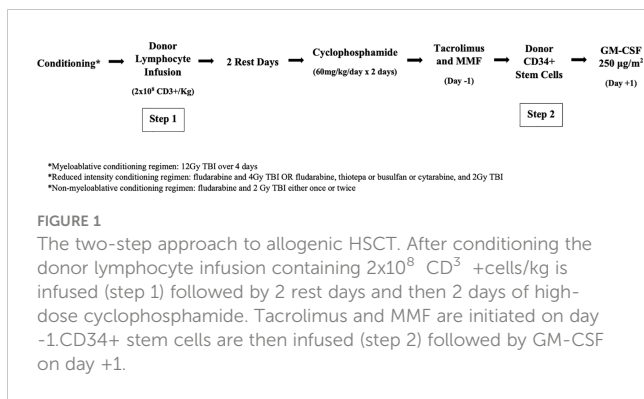 Conditioning* → Donor Lymphocyte Infusion (2x10⁸ CD3+/Kg) → 2 Rest Days → Cyclophosphamide (60mg/kg/day x 2 days) → Tacrolimus and MMF (Day -1) → Donor CD34+ Stem Cells → GM-CSF 250 µg/m² (Day +1)
Step 1
Step 2
*Myeloablative conditioning regimen: 12Gy TBI over 4 days
*Reduced intensity conditioning regimen: fludarabine and 4Gy TBI OR fludarabine, thiotepa or busulfan or cytarabine, and 2Gy TBI
*Non-myeloablative conditioning regimen: fludarabine and 2 Gy TBI either once or twice
FIGURE 1
The two-step approach to allogenic HSCT. After conditioning the
donor lymphocyte infusion containing 2x10⁸ CD³ +cells/kg is
infused (step 1) followed by 2 rest days and then 2 days of high-
dose cyclophosphamide. Tacrolimus and MMF are initiated on day
-1.CD34+ stem cells are then infused (step 2) followed by GM-CSF
on day +1.